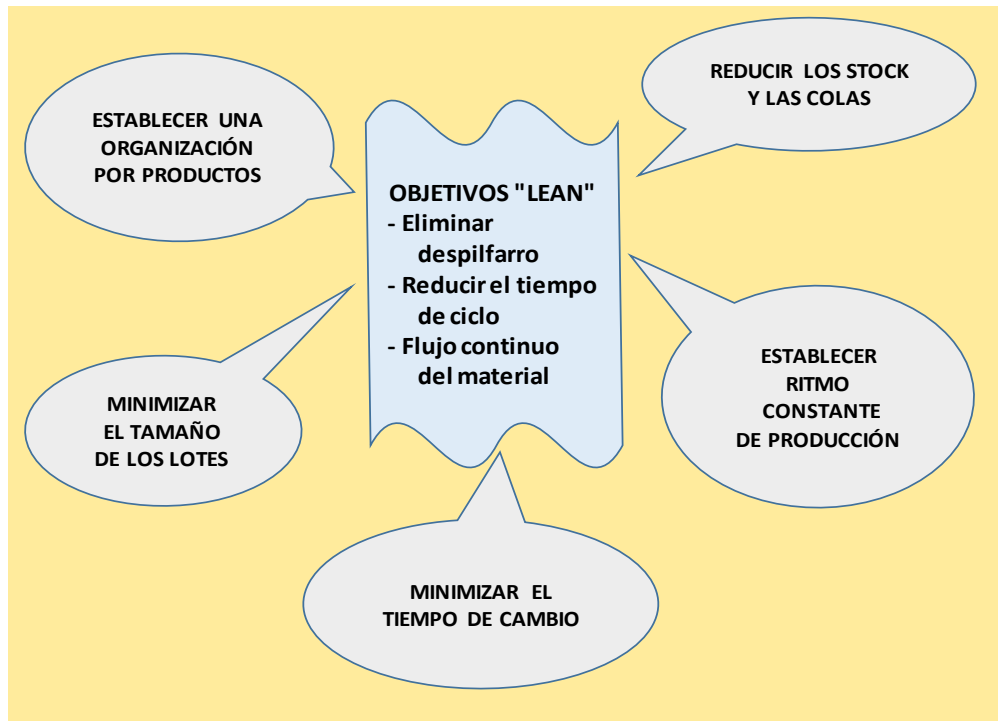 ESTABLECER UNA
ORGANIZACIÓN
POR PRODUCTOS
REDUCIR LOS STOCK
Y LAS COLAS
OBJETIVOS "LEAN"
- Eliminar
despilfarro
- Reducir el tiempo
de ciclo
- Flujo continuo
del material
MINIMIZAR
EL TAMAÑO
DE LOS LOTES
ESTABLECER
RITMO
CONSTANTE
DE PRODUCCIÓN
MINIMIZAR EL
TIEMPO DE CAMBIO